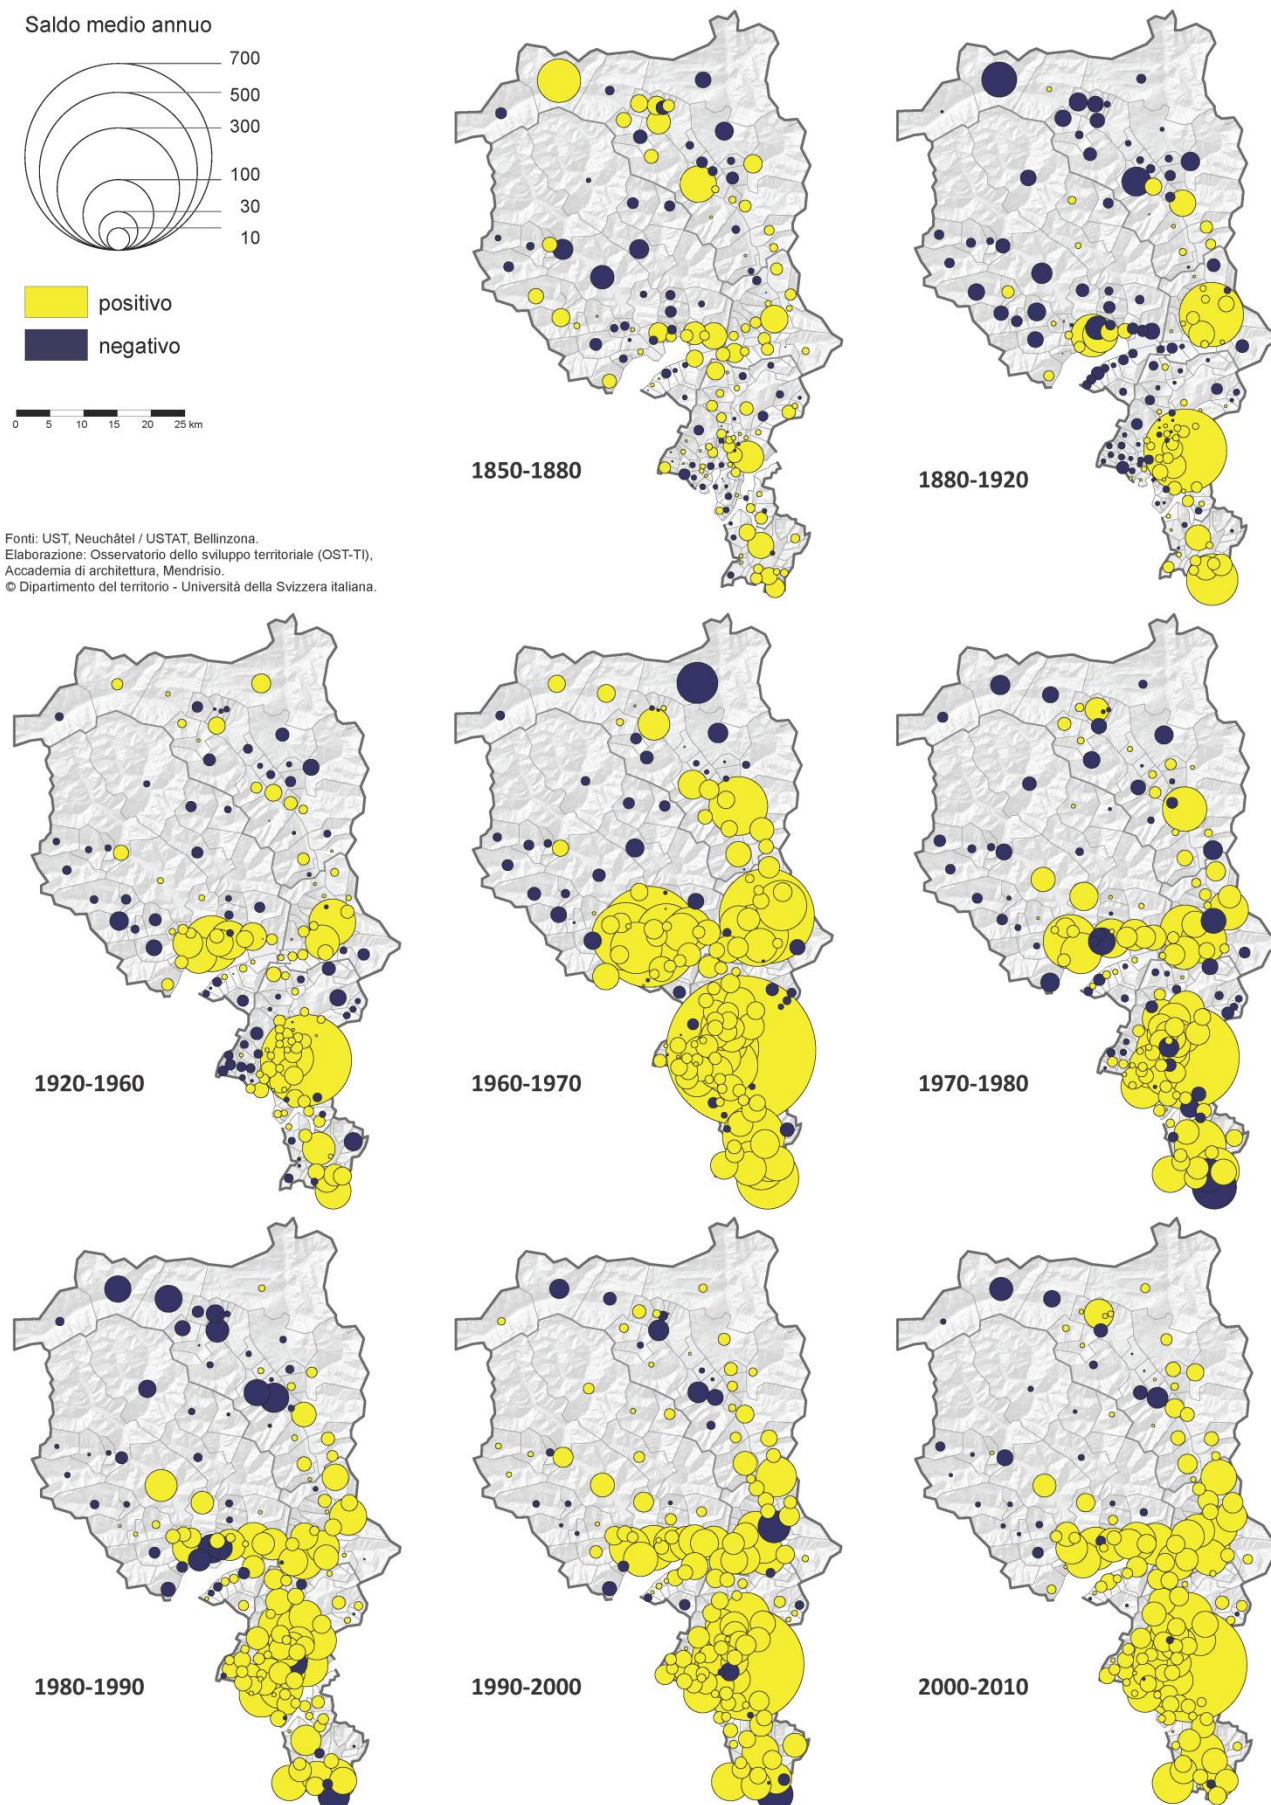 Saldo medio annuo
700
500
300
100
30
10
positivo
negativo
0 5 10 15 20 25 km
1850-1880
1880-1920
Fonti: UST, Neuchâtel / USTAT, Bellinzona.
Elaborazione: Osservatorio dello sviluppo territoriale (OST-TI),
Accademia di architettura, Mendrisio.
© Dipartimento del territorio - Università della Svizzera italiana.
1920-1960
1960-1970
1970-1980
1980-1990
1990-2000
2000-2010